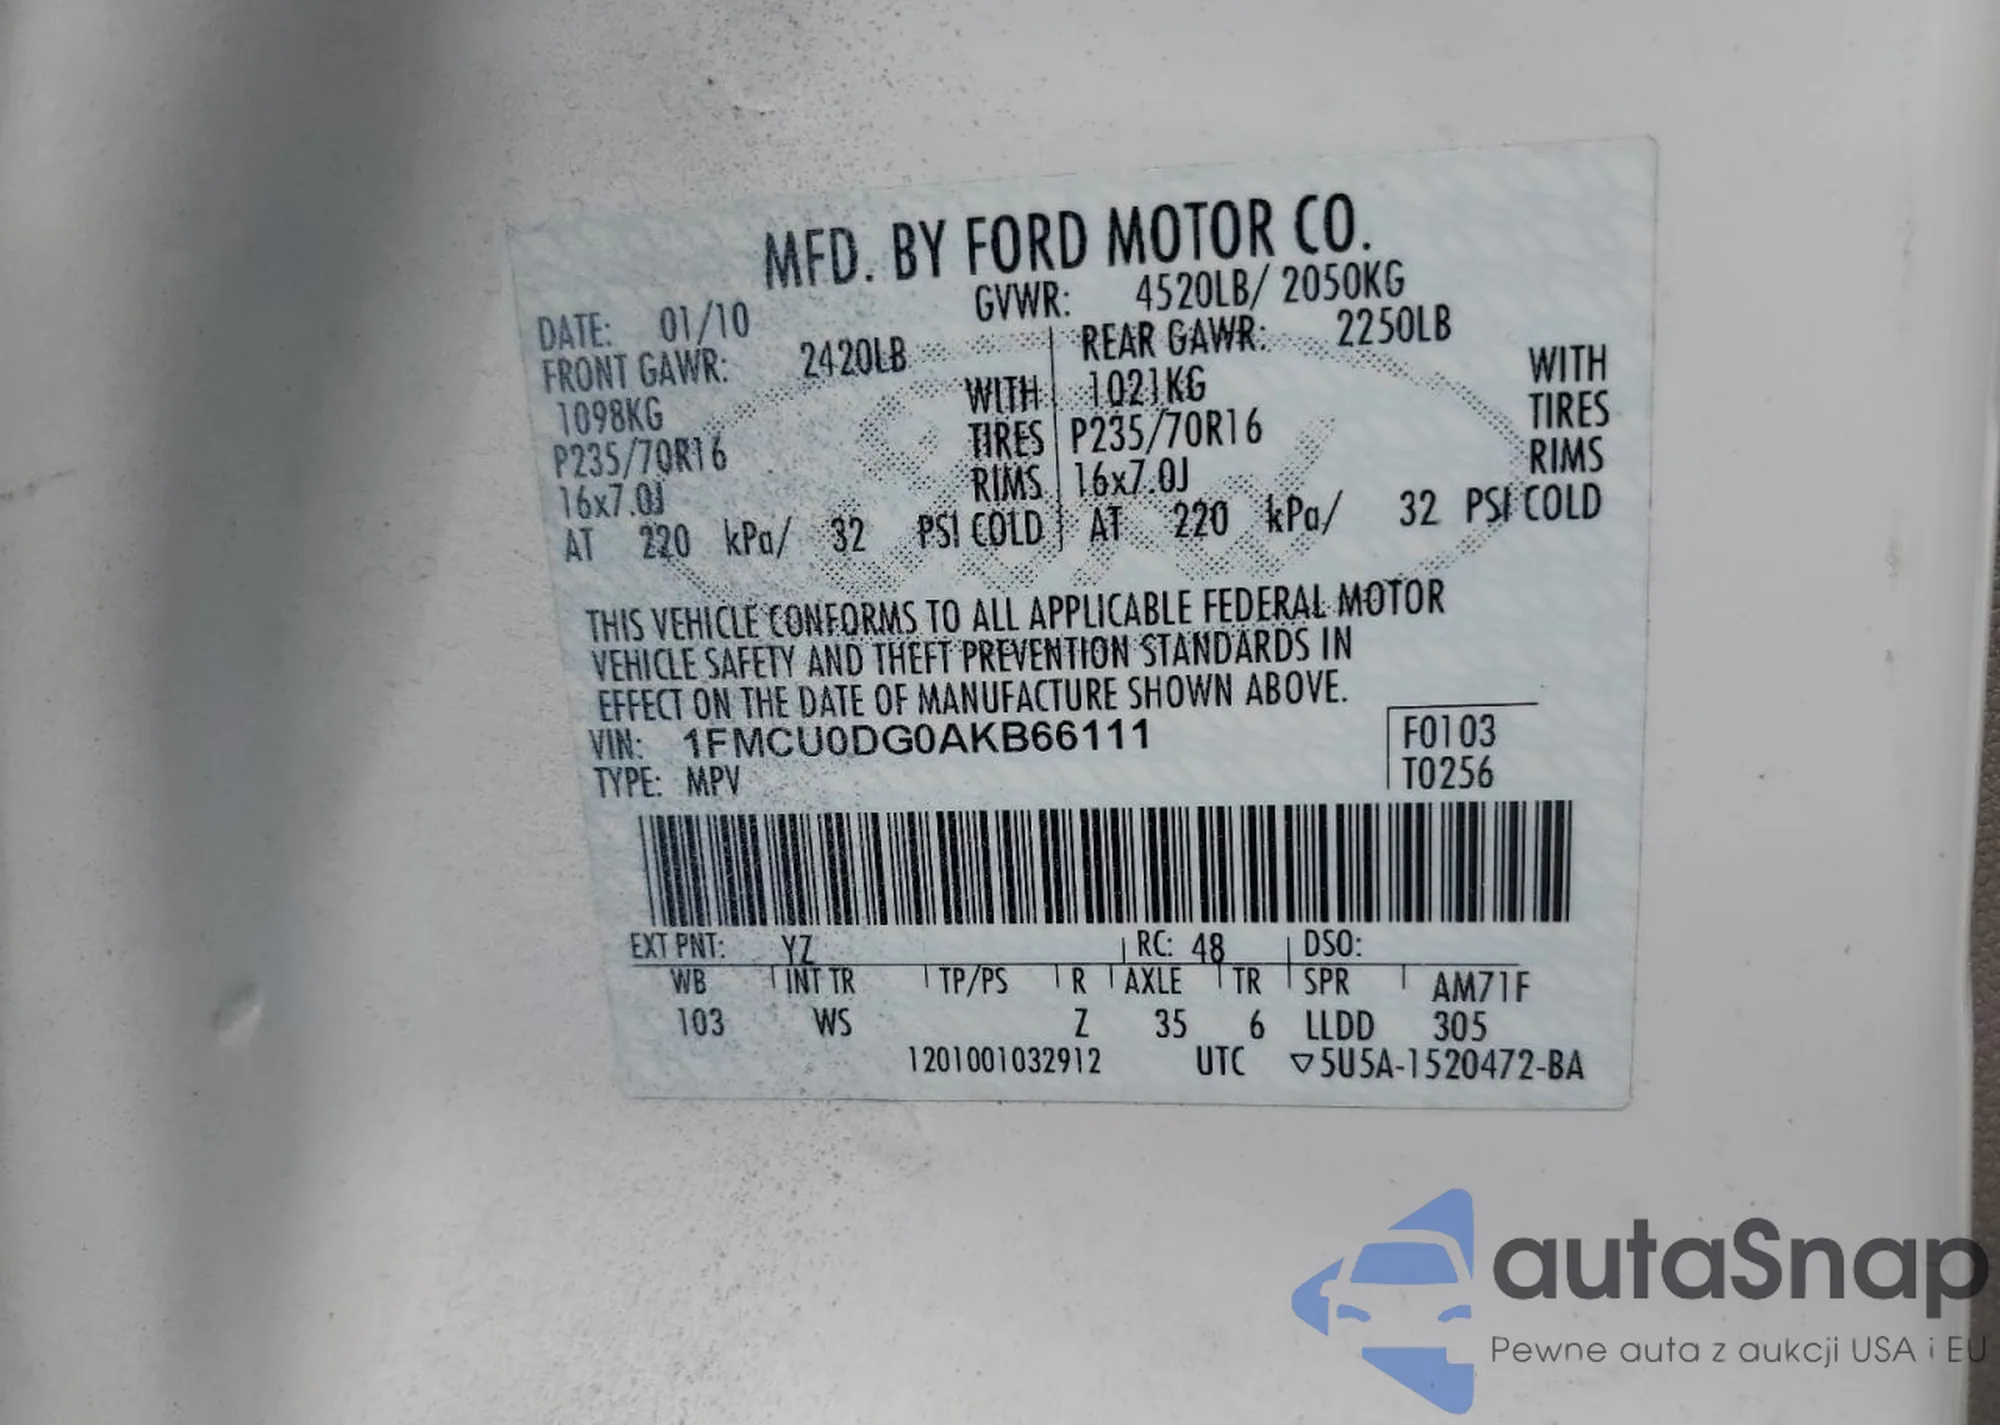 MFD. BY FORD MOTOR CO.
DATE: 01/10 GVWR: 4520LB/ 2050KG
FRONT GAWR: 2420LB REAR GAWR: 2250LB
1098KG WITH 1021KG WITH
P235/70R16 TIRES P235/70R16 TIRES
16x7.0J RIMS 16x7.0J RIMS
AT 220 kPa/ 32 PSI COLD AT 220 kPa/ 32 PSI COLD
THIS VEHICLE CONFORMS TO ALL APPLICABLE FEDERAL MOTOR
VEHICLE SAFETY AND THEFT PREVENTION STANDARDS IN
EFFECT ON THE DATE OF MANUFACTURE SHOWN ABOVE.
VIN: 1FMCU0DG0AKB66111 F0103
TYPE: MPV T0256
EXT PNT: YZ RC: 48 DSO:
WB INT TR TP/PS R AXLE TR SPR AM71F
103 WS Z 35 6 LLDD 305
1201001032912 UTC ▽5U5A-1520472-BA
autaSnap
Pewne auta z aukcji USA i EU